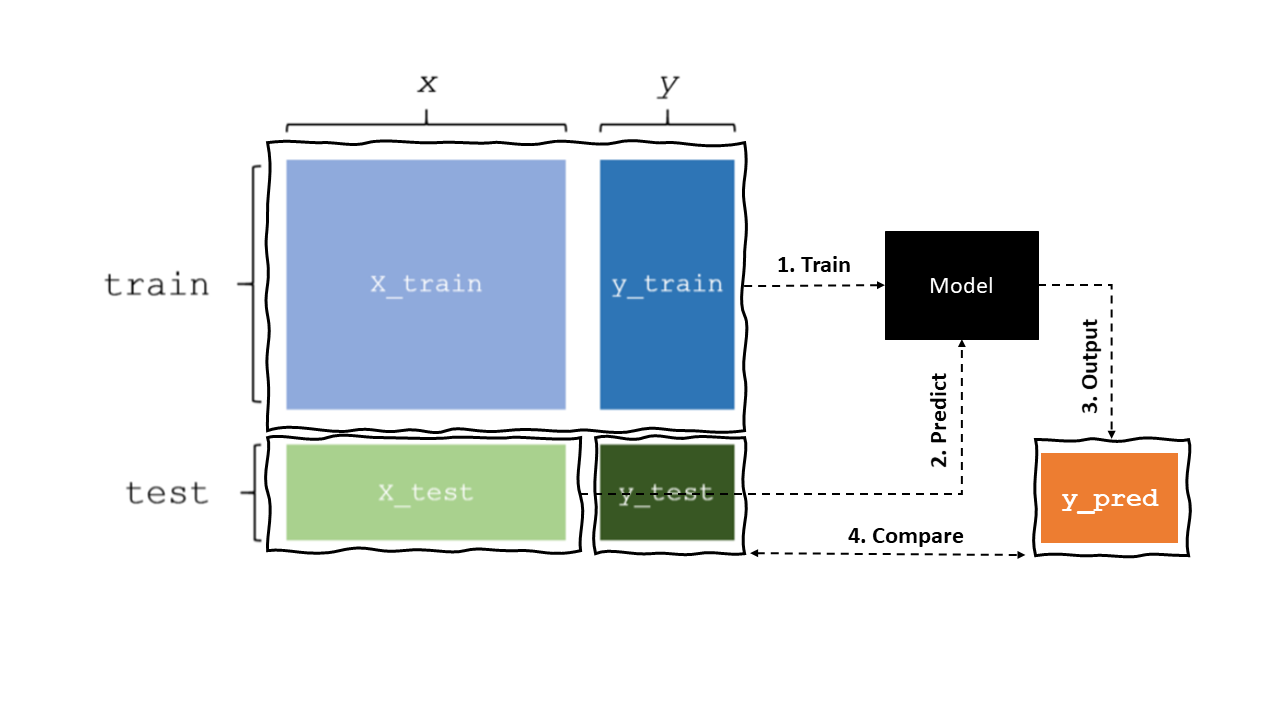 x
y
train
X_train
y_train
1. Train
Model
2. Predict
3. Output
test
X_test
y_test
y_pred
4. Compare